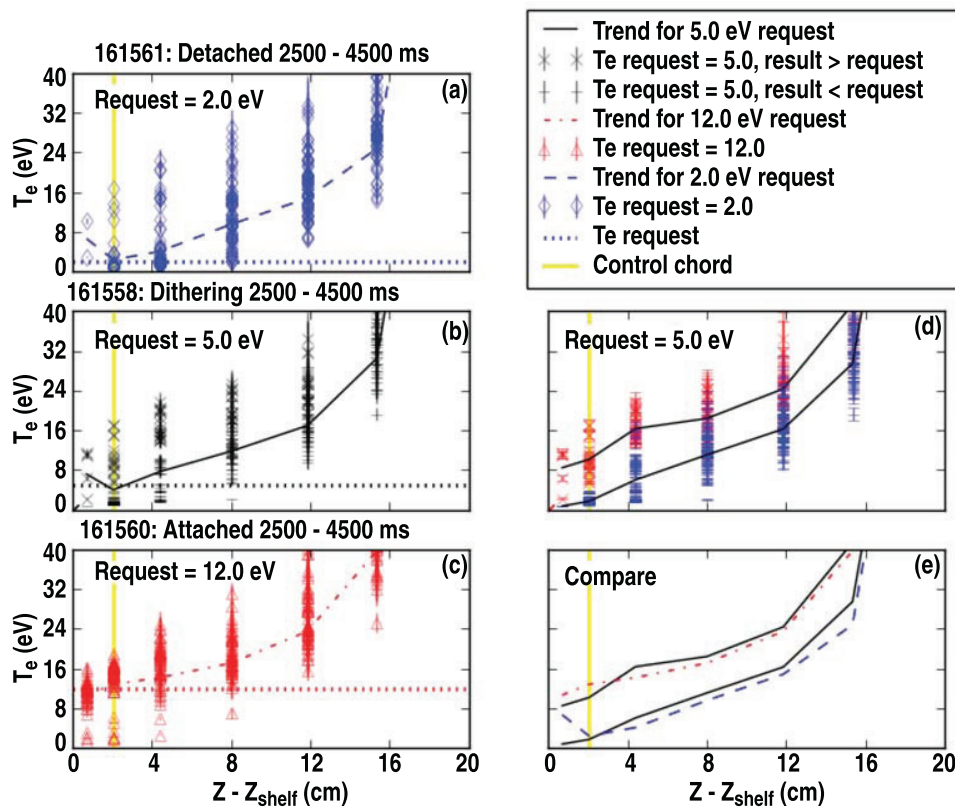 161561: Detached 2500 - 4500 ms
Request = 2.0 eV
(a)
40
32
24
16
8
0
Te (eV)
161558: Dithering 2500 - 4500 ms
Request = 5.0 eV
(b)
40
32
24
16
8
0
Te (eV)
161560: Attached 2500 - 4500 ms
Request = 12.0 eV
(c)
40
32
24
16
8
0
Te (eV)
0 4 8 12 16 20
Z - Zshelf (cm)
Trend for 5.0 eV request
Te request = 5.0, result > request
Te request = 5.0, result < request
Trend for 12.0 eV request
Te request = 12.0
Trend for 2.0 eV request
Te request = 2.0
Te request
Control chord
Request = 5.0 eV
(d)
Compare
(e)
0 4 8 12 16 20
Z - Zshelf (cm)